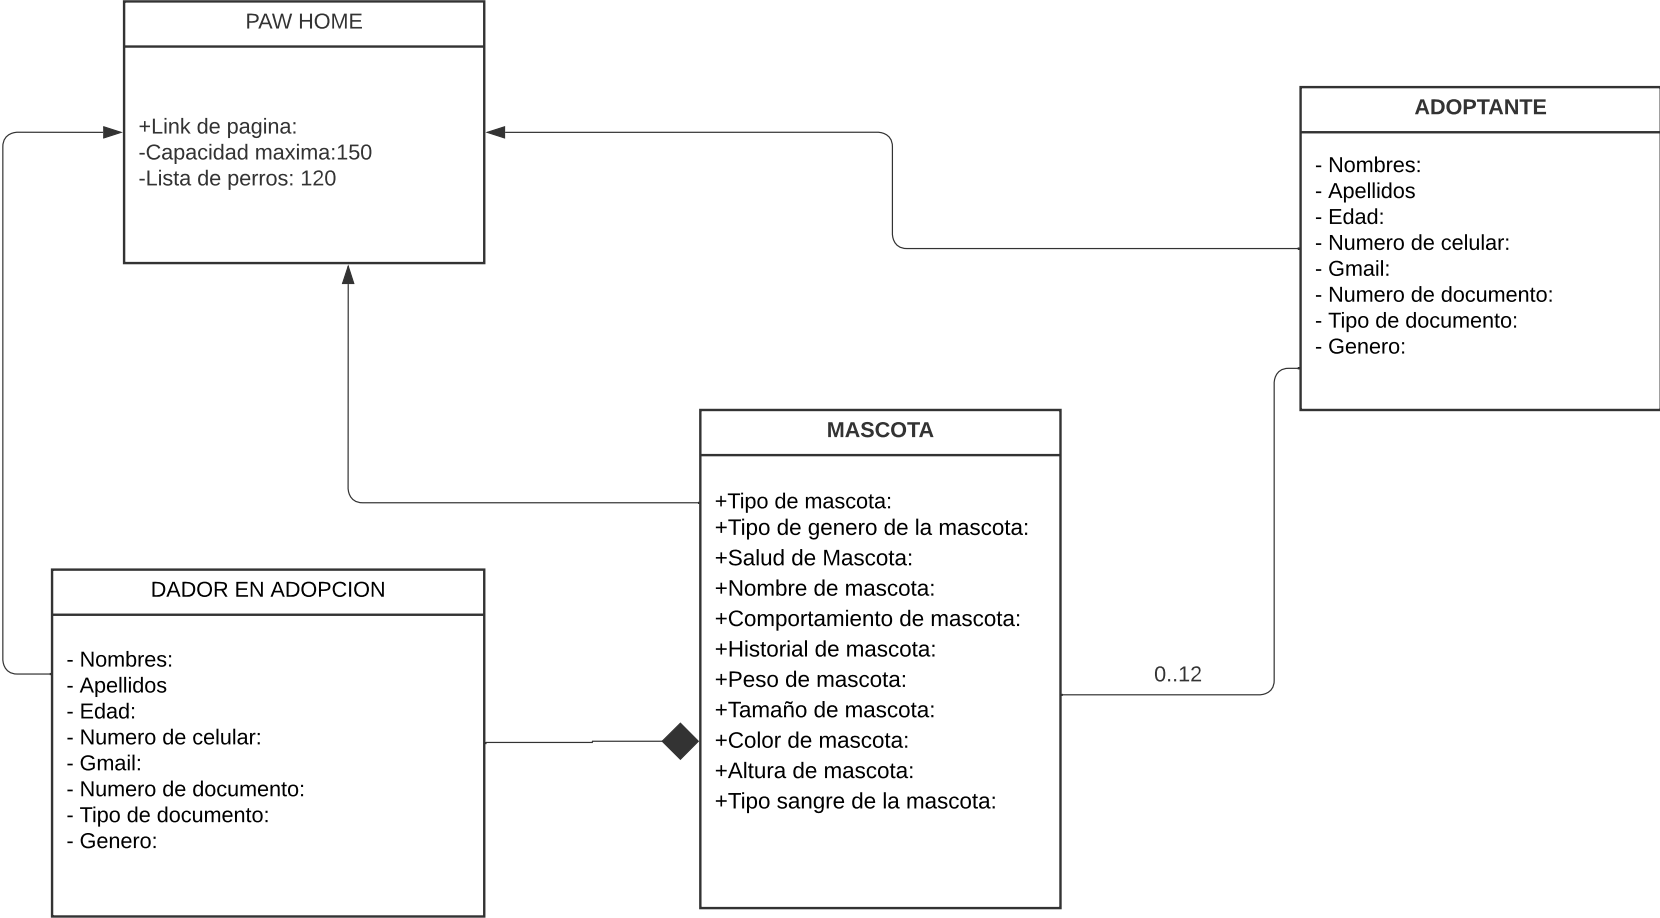 PAW HOME
+Link de pagina:
-Capacidad maxima:150
-Lista de perros: 120
ADOPTANTE
- Nombres:
- Apellidos
- Edad:
- Numero de celular:
- Gmail:
- Numero de documento:
- Tipo de documento:
- Genero:
MASCOTA
+Tipo de mascota:
+Tipo de genero de la mascota:
+Salud de Mascota:
+Nombre de mascota:
+Comportamiento de mascota:
+Historial de mascota:
+Peso de mascota:
+Tamaño de mascota:
+Color de mascota:
+Altura de mascota:
+Tipo sangre de la mascota:
0..12
DADOR EN ADOPCION
- Nombres:
- Apellidos
- Edad:
- Numero de celular:
- Gmail:
- Numero de documento:
- Tipo de documento:
- Genero: